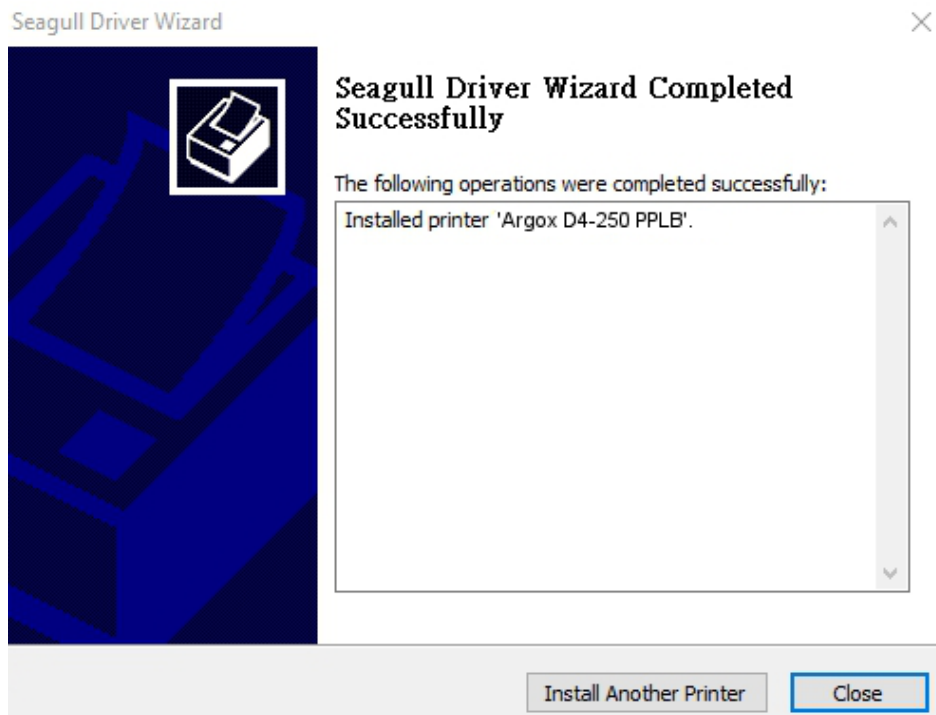 Seagull Driver Wizard
Seagull Driver Wizard Completed
Successfully
The following operations were completed successfully:
Installed printer 'Argox D4-250 PPLB'.
Install Another Printer
Close